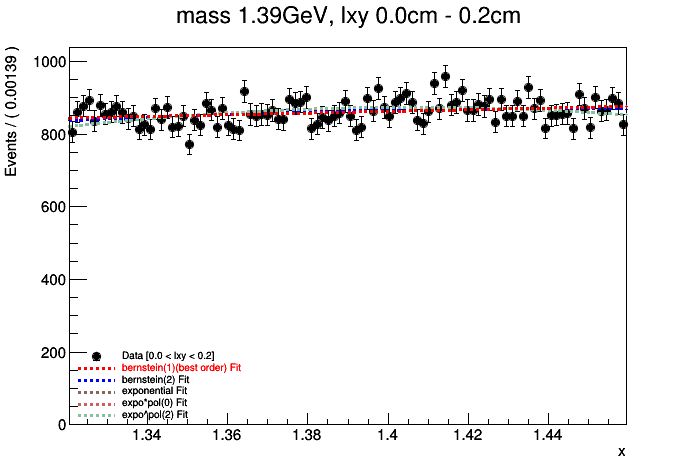 mass 1.39GeV, lxy 0.0cm - 0.2cm
Events / ( 0.00139 )
1000
800
600
400
200
0
Data [0.0 < lxy < 0.2]
bernstein(1)(best order) Fit
bernstein(2) Fit
exponential Fit
expo*pol(0) Fit
expo^pol(2) Fit
1.34 1.36 1.38 1.4 1.42 1.44
x